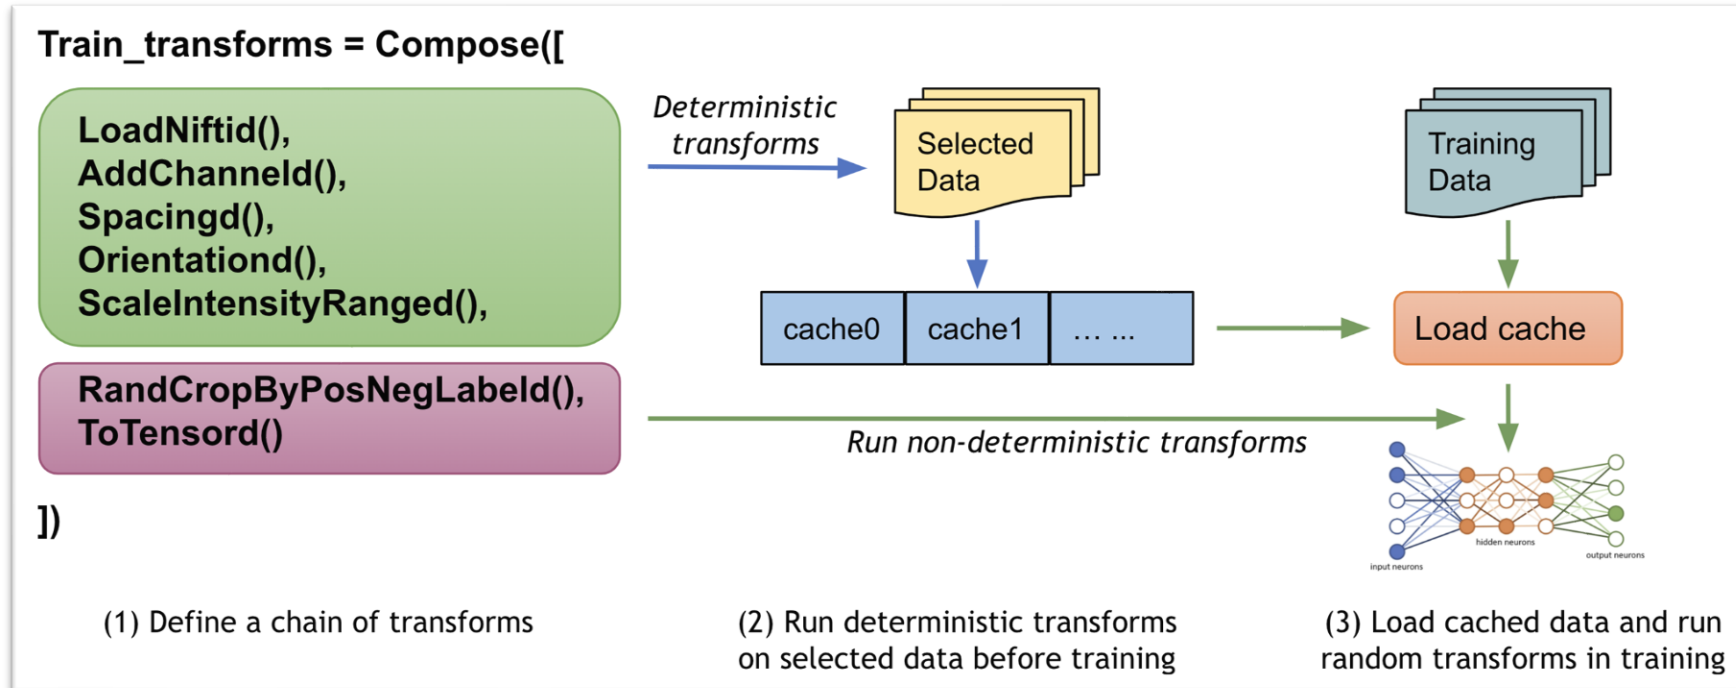 Train_transforms = Compose([
LoadNiftid(),
AddChanneld(),
Spacingd(),
Orientationd(),
ScaleIntensityRanged(),
RandCropByPosNegLabeld(),
ToTensord()
])
Deterministic
transforms
Selected
Data
Training
Data
cache0
cache1
... ...
Load cache
Run non-deterministic transforms
input neurons
hidden neurons
output neurons
(1) Define a chain of transforms
(2) Run deterministic transforms
on selected data before training
(3) Load cached data and run
random transforms in training